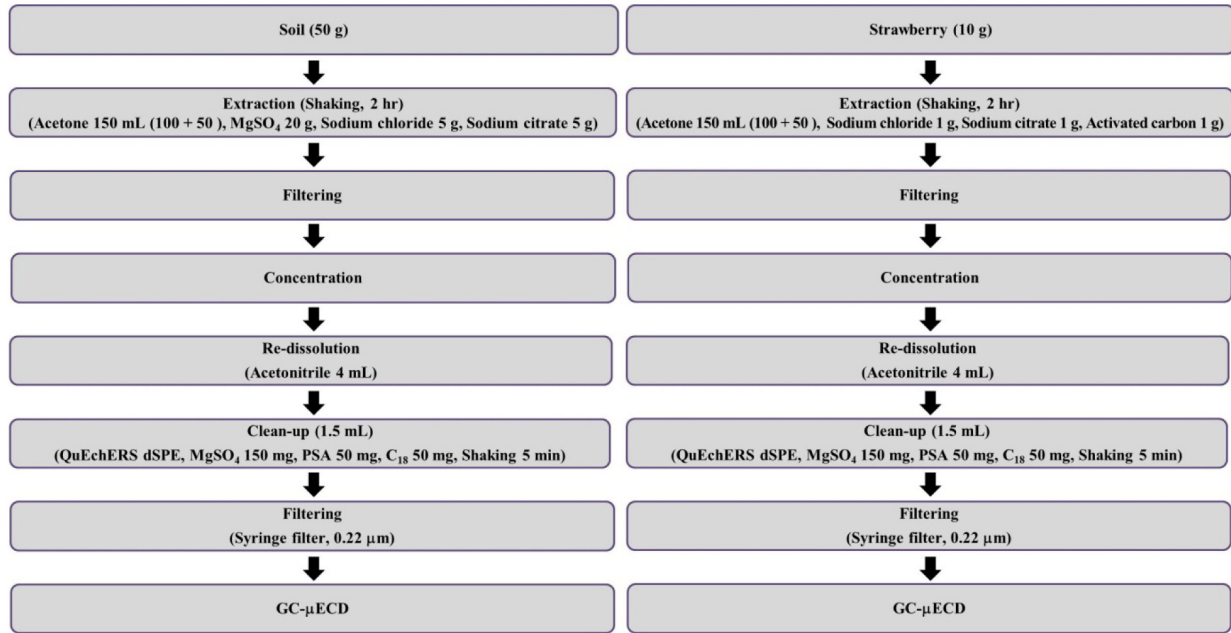 Soil (50 g)
Extraction (Shaking, 2 hr)
(Acetone 150 mL (100 + 50 ), MgSO₄ 20 g, Sodium chloride 5 g, Sodium citrate 5 g)
Filtering
Concentration
Re-dissolution
(Acetonitrile 4 mL)
Clean-up (1.5 mL)
(QuEchERS dSPE, MgSO₄ 150 mg, PSA 50 mg, C₁₈ 50 mg, Shaking 5 min)
Filtering
(Syringe filter, 0.22 μm)
GC-μECD
Strawberry (10 g)
Extraction (Shaking, 2 hr)
(Acetone 150 mL (100 + 50 ), Sodium chloride 1 g, Sodium citrate 1 g, Activated carbon 1 g)
Filtering
Concentration
Re-dissolution
(Acetonitrile 4 mL)
Clean-up (1.5 mL)
(QuEchERS dSPE, MgSO₄ 150 mg, PSA 50 mg, C₁₈ 50 mg, Shaking 5 min)
Filtering
(Syringe filter, 0.22 μm)
GC-μECD